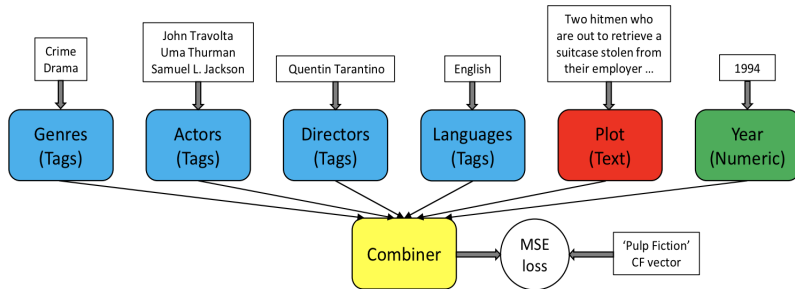 Crime
Drama
John Travolta
Uma Thurman
Samuel L. Jackson
Quentin Tarantino
English
Two hitmen who
are out to retrieve a
suitcase stolen from
their employer ...
1994
Genres
(Tags)
Actors
(Tags)
Directors
(Tags)
Languages
(Tags)
Plot
(Text)
Year
(Numeric)
Combiner
MSE
loss
‘Pulp Fiction’
CF vector